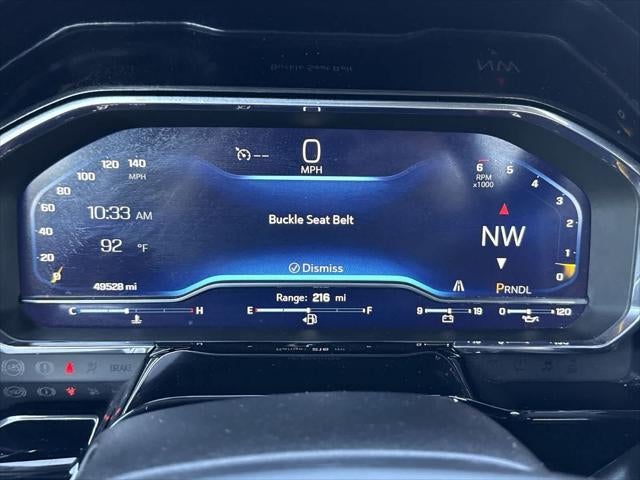 0
MPH
--
120 140
MPH
100
80
60
40
20
0
10:33 AM
92 °F
49528 mi
Buckle Seat Belt
Dismiss
6 5
RPM
x1000
4
3
2
1
0
NW
PRNDL
Range: 216 mi
C H E F 9 19 0 120
BRAKE